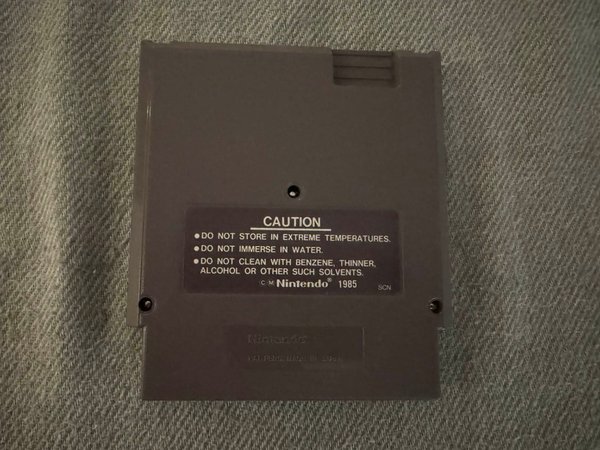 CAUTION
• DO NOT STORE IN EXTREME TEMPERATURES.
• DO NOT IMMERSE IN WATER.
• DO NOT CLEAN WITH BENZENE, THINNER,
ALCOHOL OR OTHER SUCH SOLVENTS.
Nintendo® 1985
SCN
Nintendo